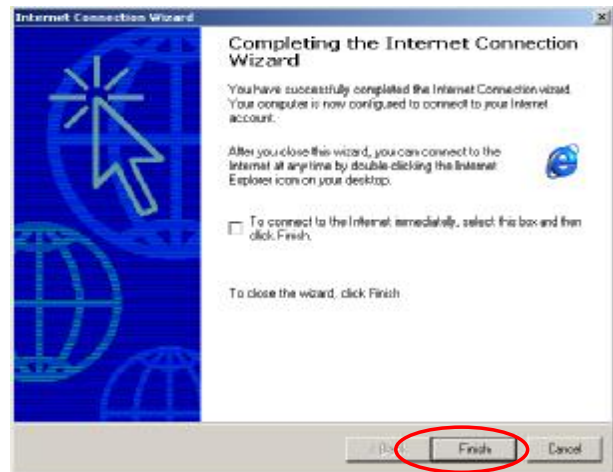 Internet Connection Wizard
Completing the Internet Connection
Wizard
You have successfully completed the Internet Connection wizard.
Your computer is now configured to connect to your Internet
account.
After you close this wizard, you can connect to the
Internet at any time by double-clicking the Internet
Explorer icon on your desktop.
To connect to the Internet immediately, select this box and then
click Finish.
To close the wizard, click Finish
< Back
Finish
Cancel